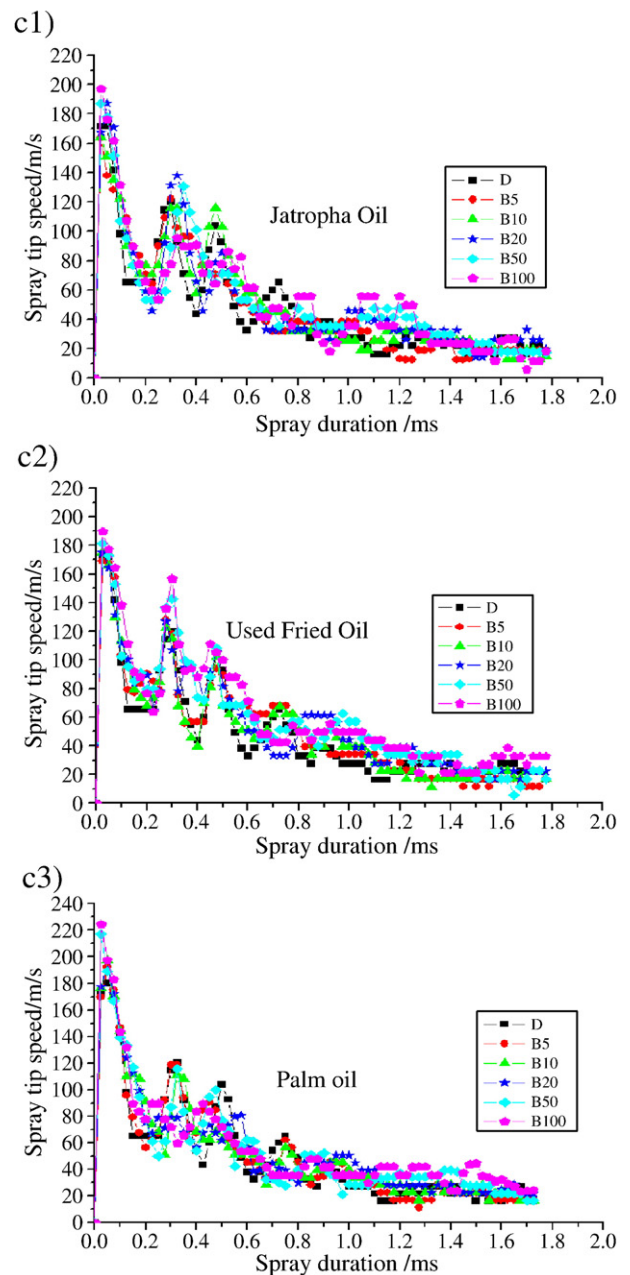 c1)
220
200
180
160
140
120
100
80
60
40
20
0
Spray tip speed/m/s
Jatropha Oil
D
B5
B10
B20
B50
B100
0.0 0.2 0.4 0.6 0.8 1.0 1.2 1.4 1.6 1.8 2.0
Spray duration /ms
c2)
220
200
180
160
140
120
100
80
60
40
20
0
Spray tip speed/m/s
Used Fried Oil
D
B5
B10
B20
B50
B100
0.0 0.2 0.4 0.6 0.8 1.0 1.2 1.4 1.6 1.8 2.0
Spray duration /ms
c3)
240
220
200
180
160
140
120
100
80
60
40
20
0
Spray tip speed/m/s
Palm oil
D
B5
B10
B20
B50
B100
0.0 0.2 0.4 0.6 0.8 1.0 1.2 1.4 1.6 1.8 2.0
Spray duration /ms